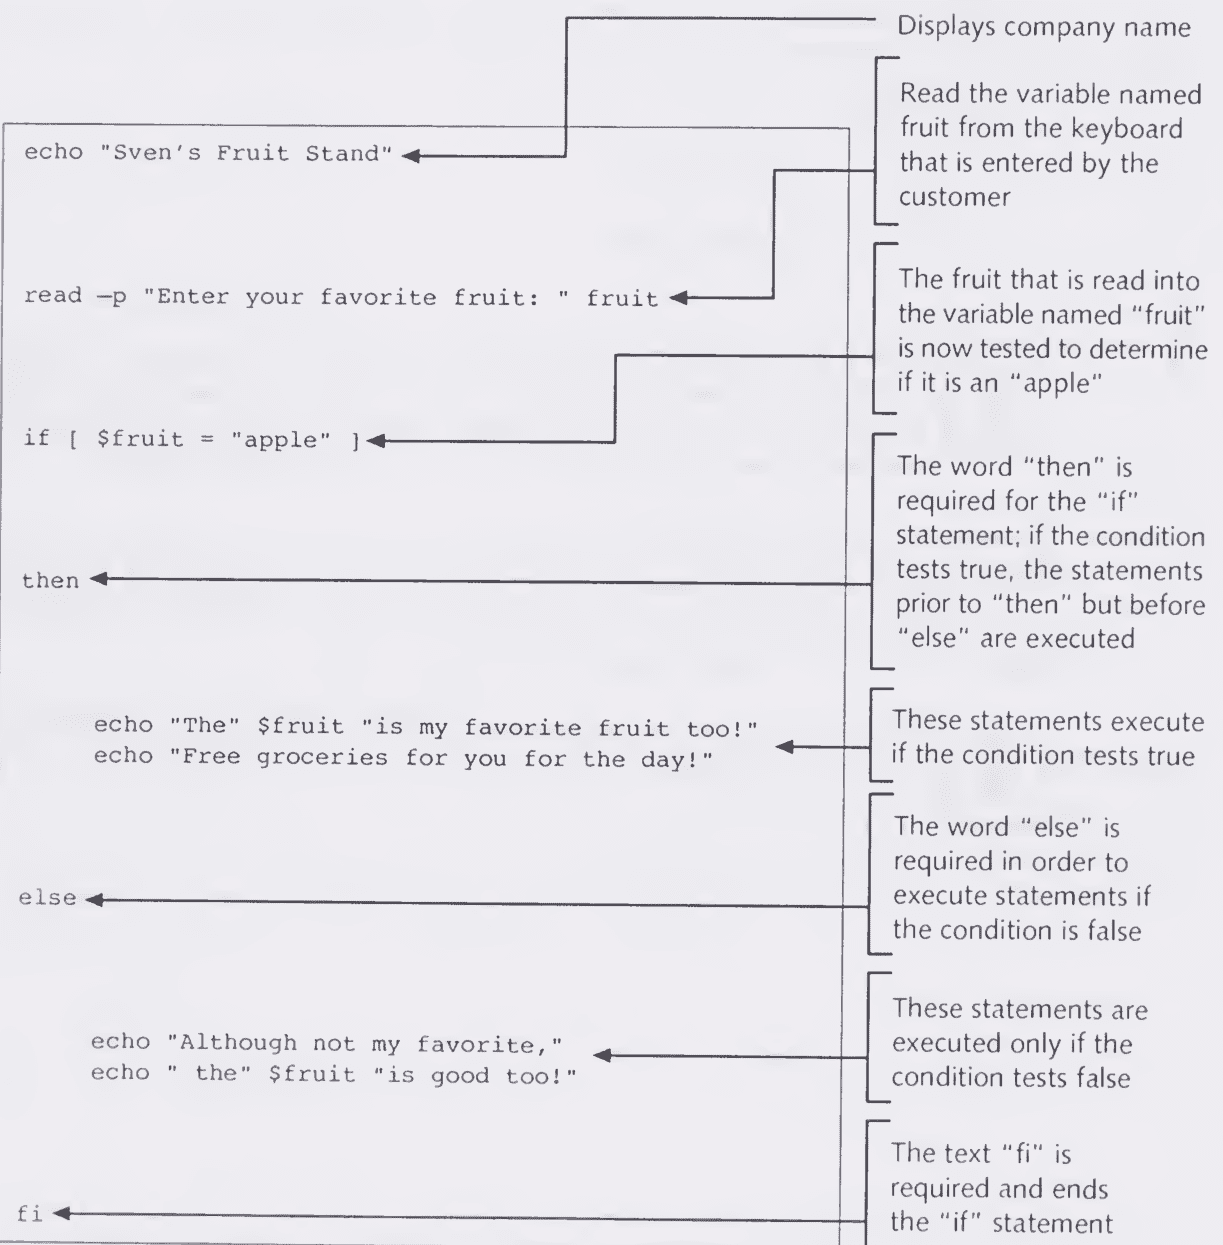 Displays company name
echo "Sven's Fruit Stand"
Read the variable named
fruit from the keyboard
that is entered by the
customer
read —p "Enter your favorite fruit: " fruit
The fruit that is read into
the variable named "fruit"
is now tested to determine
if it is an "apple"
if [ $fruit = "apple" ]
The word "then" is
required for the "if"
statement; if the condition
tests true, the statements
prior to "then" but before
"else" are executed
then
echo "The" $fruit "is my favorite fruit too!"
echo "Free groceries for you for the day!"
These statements execute
if the condition tests true
The word "else" is
required in order to
execute statements if
the condition is false
else
These statements are
executed only if the
condition tests false
echo "Although not my favorite,"
echo " the" $fruit "is good too!"
The text "fi" is
required and ends
the "if" statement
fi